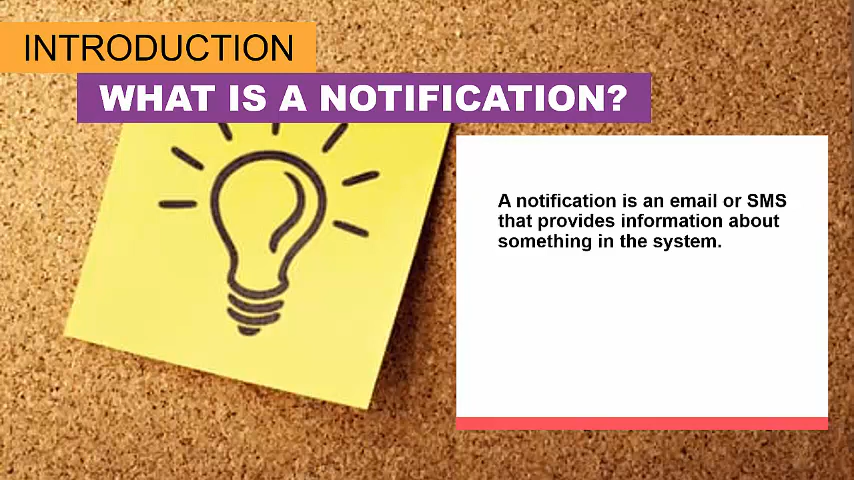 INTRODUCTION
WHAT IS A NOTIFICATION?
A notification is an email or SMS
that provides information about
something in the system.